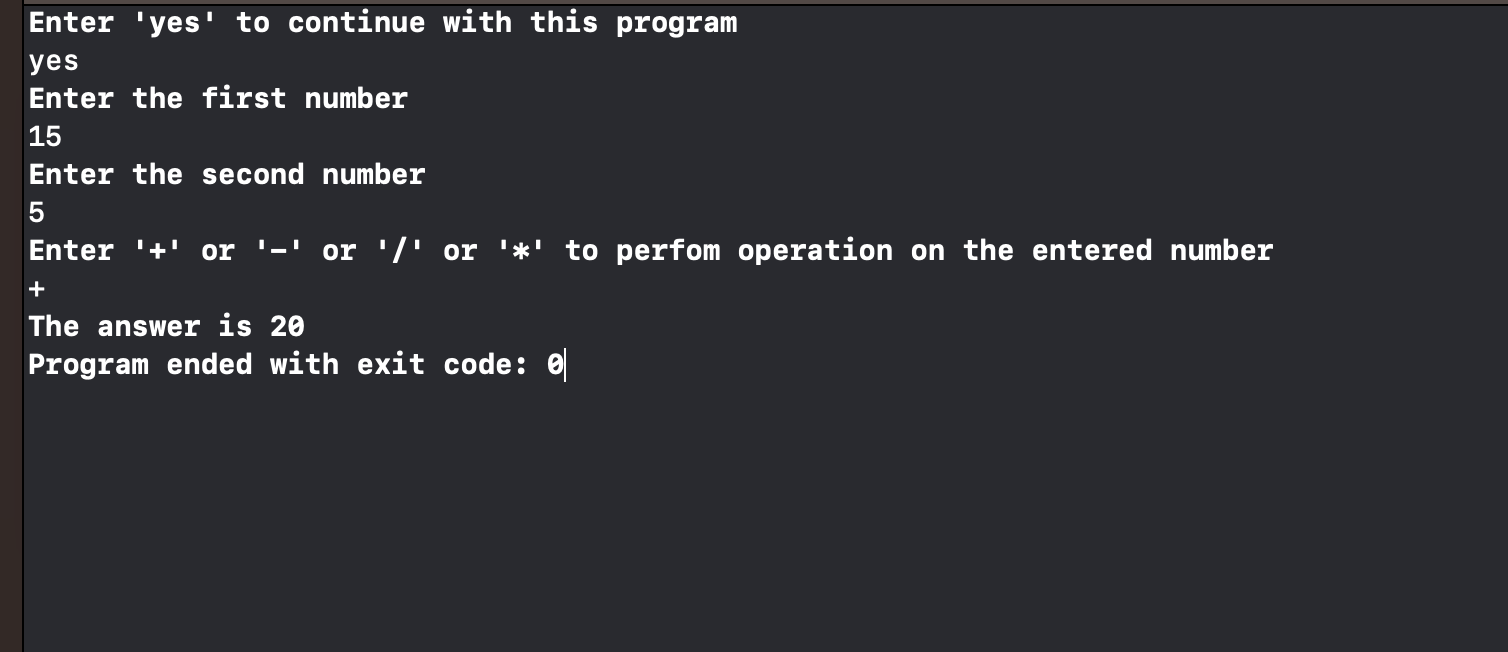 Enter 'yes' to continue with this program
yes
Enter the first number
15
Enter the second number
5
Enter '+' or '-' or '/' or '*' to perfom operation on the entered number
+
The answer is 20
Program ended with exit code: 0